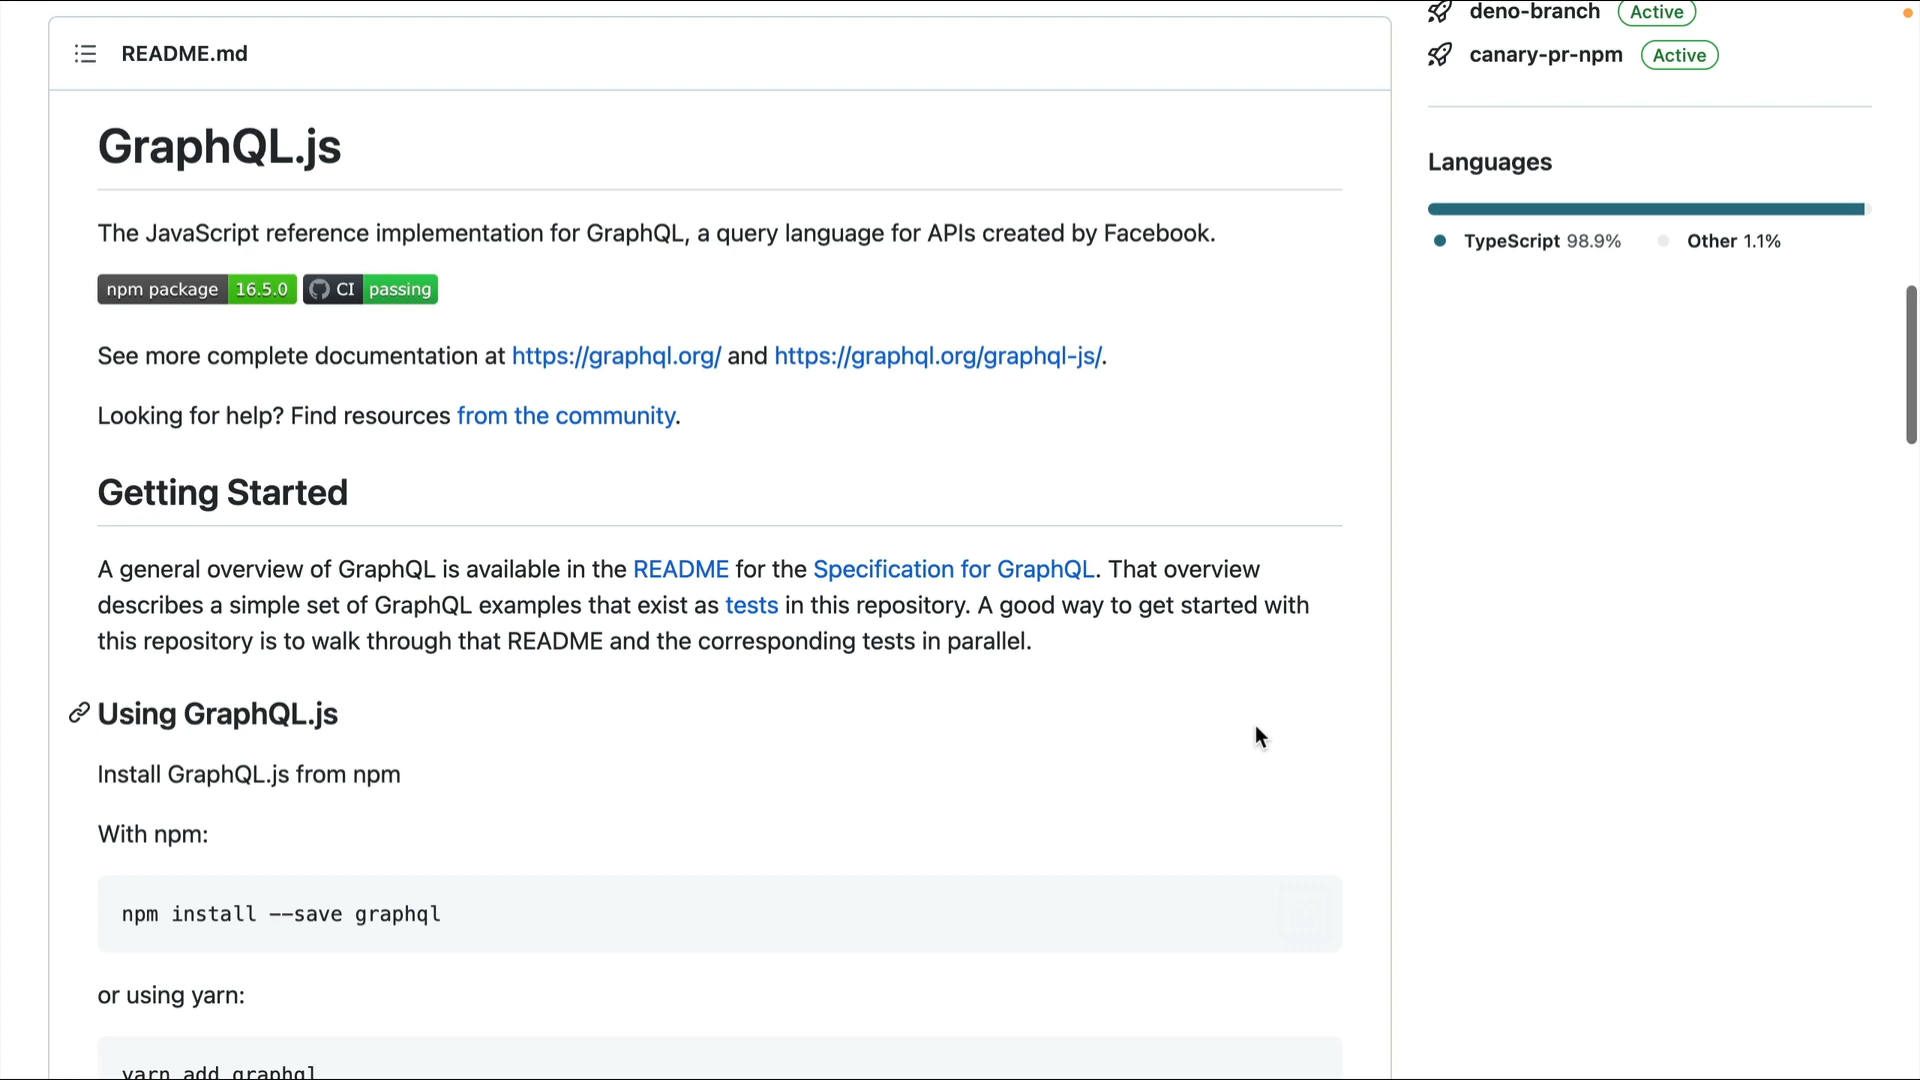 README.md
GraphQL.js
The JavaScript reference implementation for GraphQL, a query language for APIs created by Facebook.
npm package 16.5.0 CI passing
See more complete documentation at https://graphql.org/ and https://graphql.org/graphql-js/.
Looking for help? Find resources from the community.
Getting Started
A general overview of GraphQL is available in the README for the Specification for GraphQL. That overview
describes a simple set of GraphQL examples that exist as tests in this repository. A good way to get started with
this repository is to walk through that README and the corresponding tests in parallel.
Using GraphQL.js
Install GraphQL.js from npm
With npm:
npm install --save graphql
or using yarn:
yarn add graphql
deno-branch Active
canary-pr-npm Active
Languages
TypeScript 98.9% Other 1.1%